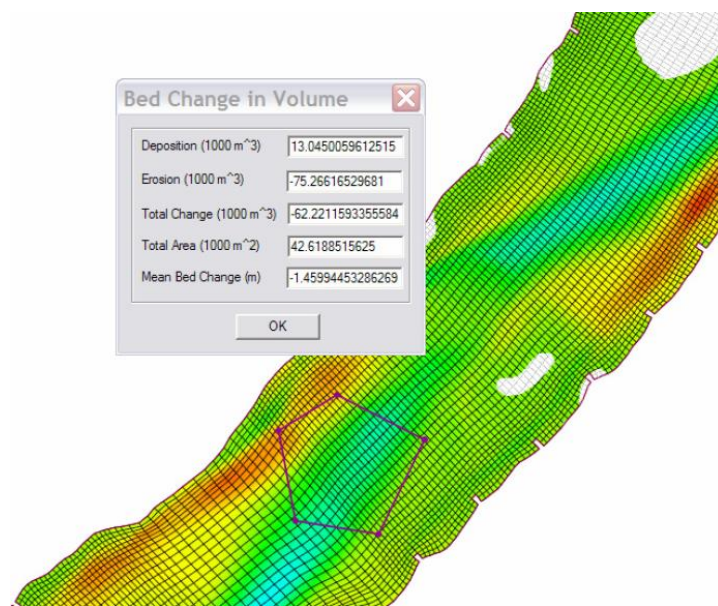 Bed Change in Volume
Deposition (1000 m^3) 13.0450059612515
Erosion (1000 m^3) -75.26616529681
Total Change (1000 m^3) -62.2211593355584
Total Area (1000 m^2) 42.6188515625
Mean Bed Change (m) -1.45994453286269
OK